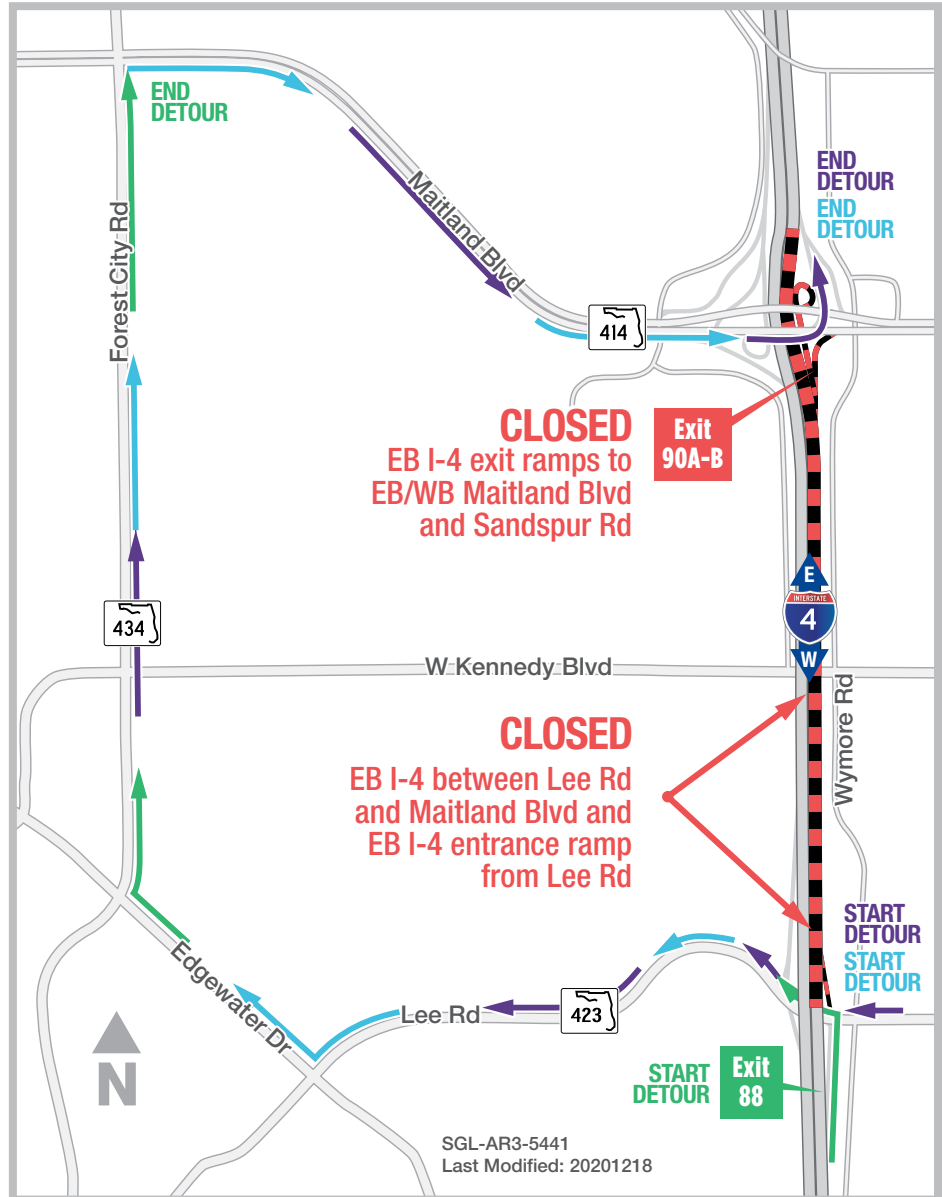 END
DETOUR
Forest City Rd
Maitland Blvd
END
DETOUR
END
DETOUR
414
CLOSED
EB I-4 exit ramps to
EB/WB Maitland Blvd
and Sandspur Rd
Exit
90A-B
E
INTERSTATE
4
W
434
W Kennedy Blvd
Wymore Rd
CLOSED
EB I-4 between Lee Rd
and Maitland Blvd and
EB I-4 entrance ramp
from Lee Rd
START
DETOUR
START
DETOUR
Edgewater Dr
Lee Rd
423
N
START
DETOUR
Exit
88
SGL-AR3-5441
Last Modified: 20201218